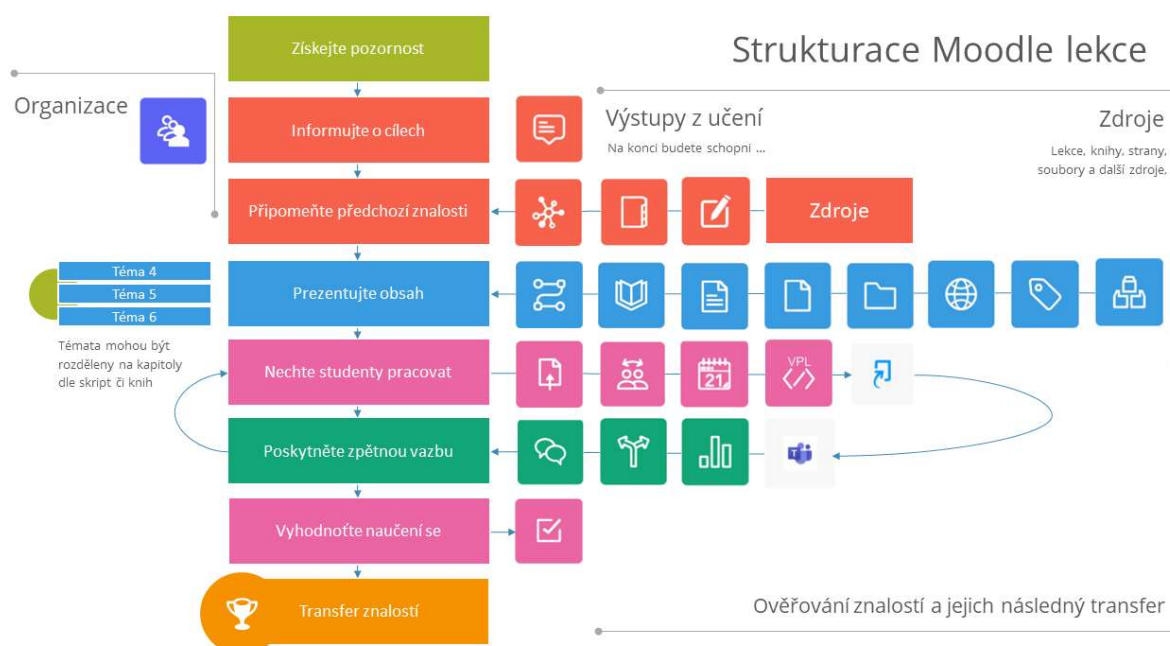 Získejte pozornost
Strukturace Moodle lekce
Organizace
Informujte o cílech
Výstupy z učení
Na konci budete schopni ...
Zdroje
Lekce, knihy, strany,
soubory a další zdroje,
Připomeňte předchozí znalosti
Zdroje
Téma 4
Téma 5
Téma 6
Prezentujte obsah
Témata mohou být
rozděleny na kapitoly
dle skript či knih
Nechte studenty pracovat
21
VPL
Poskytněte zpětnou vazbu
T
Vyhodnoťte naučení se
Transfer znalostí
Ověřování znalostí a jejich následný transfer